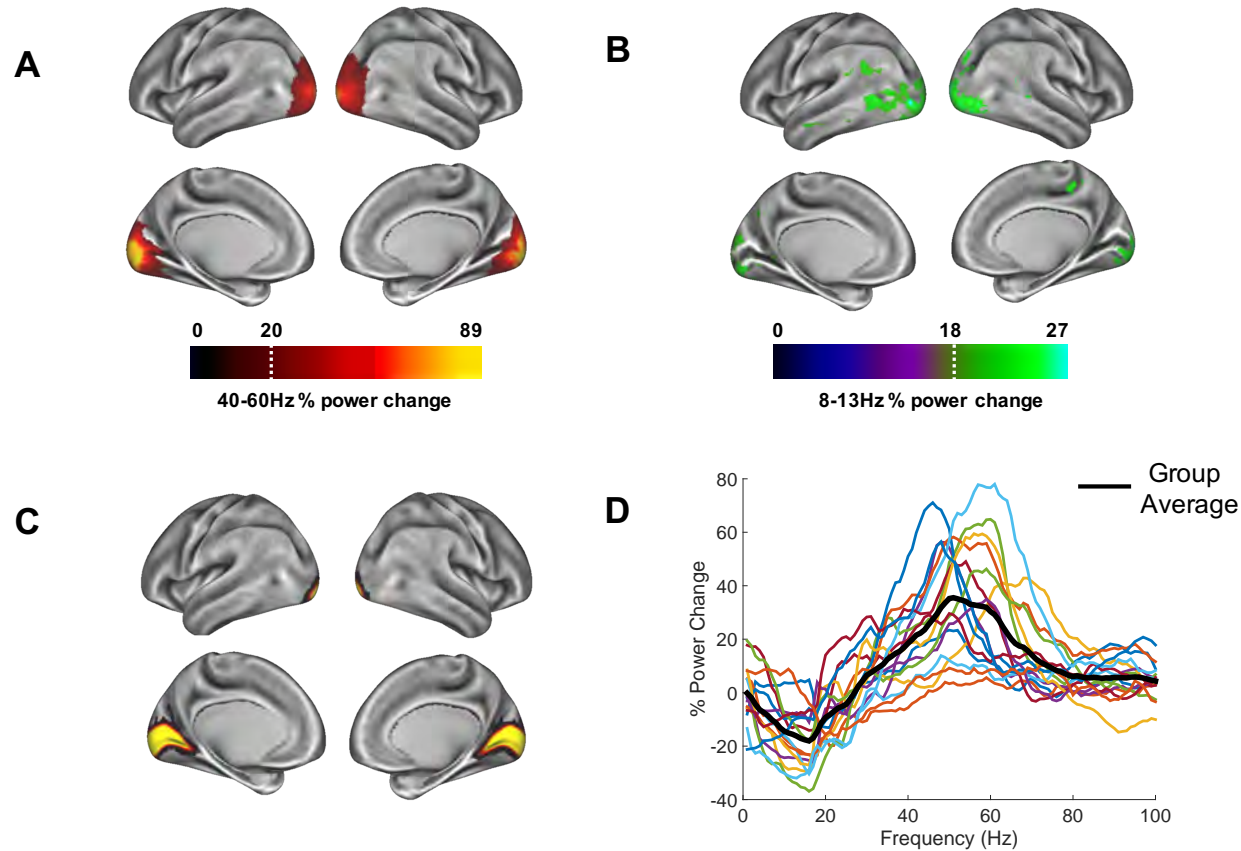 A
B
0 20 89
40-60Hz % power change
0 18 27
8-13Hz % power change
C
D
Group
Average
80
60
40
20
0
-20
-40
% Power Change
0 20 40 60 80 100
Frequency (Hz)